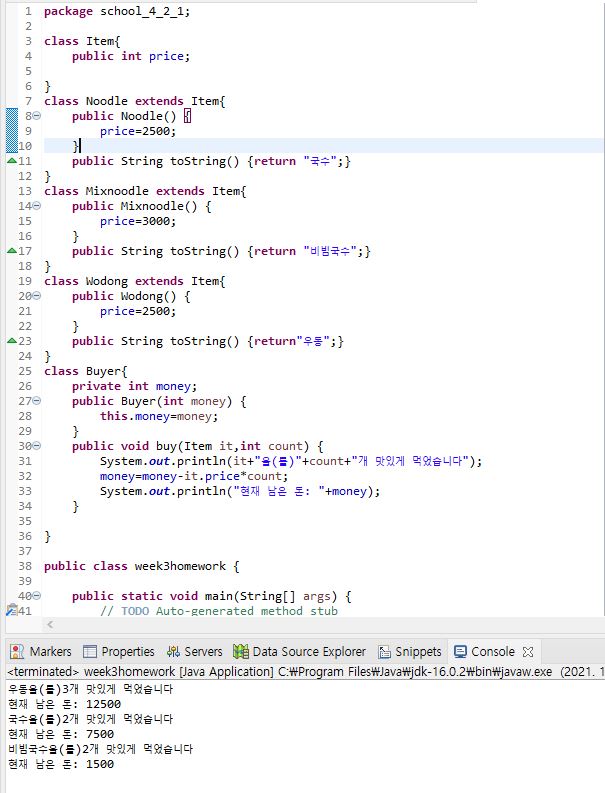 1 package school_4_2_1;
2
3 class Item{
4     public int price;
5
6 }
7 class Noodle extends Item{
8     public Noodle() {
9         price=2500;
10     }
11     public String toString() {return "국수";}
12 }
13 class Mixnoodle extends Item{
14     public Mixnoodle() {
15         price=3000;
16     }
17     public String toString() {return "비빔국수";}
18 }
19 class Wodong extends Item{
20     public Wodong() {
21         price=2500;
22     }
23     public String toString() {return"우동";}
24 }
25 class Buyer{
26     private int money;
27     public Buyer(int money) {
28         this.money=money;
29     }
30     public void buy(Item it,int count) {
31         System.out.println(it+"을(를)"+count+"개 맛있게 먹었습니다");
32         money=money-it.price*count;
33         System.out.println("현재 남은 돈: "+money);
34     }
35
36 }
37
38 public class week3homework {
39
40     public static void main(String[] args) {
41         // TODO Auto-generated method stub
Markers Properties Servers Data Source Explorer Snippets Console
<terminated> week3homework [Java Application] C:₩Program Files₩Java₩jdk-16.0.2₩bin₩javaw.exe (2021. 1
우동을(를)3개 맛있게 먹었습니다
현재 남은 돈: 12500
국수을(를)2개 맛있게 먹었습니다
현재 남은 돈: 7500
비빔국수을(를)2개 맛있게 먹었습니다
현재 남은 돈: 1500